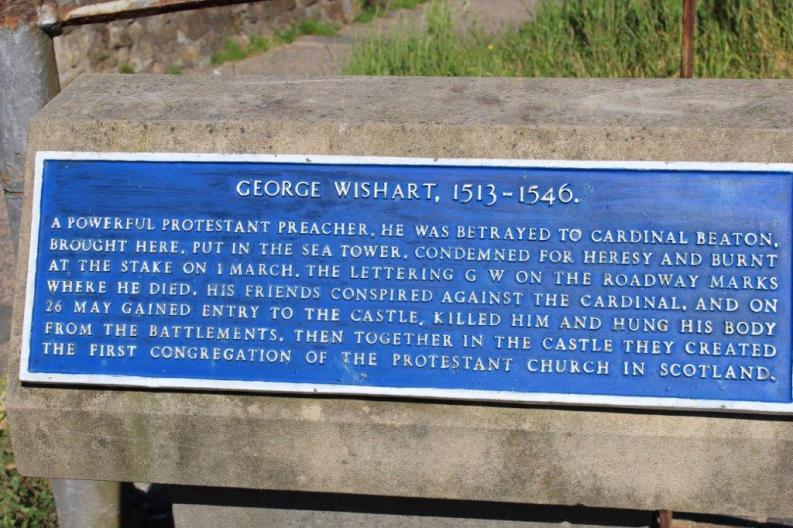 GEORGE WISHART, 1513-1546.
A POWERFUL PROTESTANT PREACHER, HE WAS BETRAYED TO CARDINAL BEATON,
BROUGHT HERE, PUT IN THE SEA TOWER, CONDEMNED FOR HERESY AND BURNT
AT THE STAKE ON 1 MARCH. THE LETTERING G W ON THE ROADWAY MARKS
WHERE HE DIED. HIS FRIENDS CONSPIRED AGAINST THE CARDINAL, AND ON
26 MAY GAINED ENTRY TO THE CASTLE, KILLED HIM AND HUNG HIS BODY
FROM THE BATTLEMENTS. THEN TOGETHER IN THE CASTLE THEY CREATED
THE FIRST CONGREGATION OF THE PROTESTANT CHURCH IN SCOTLAND.